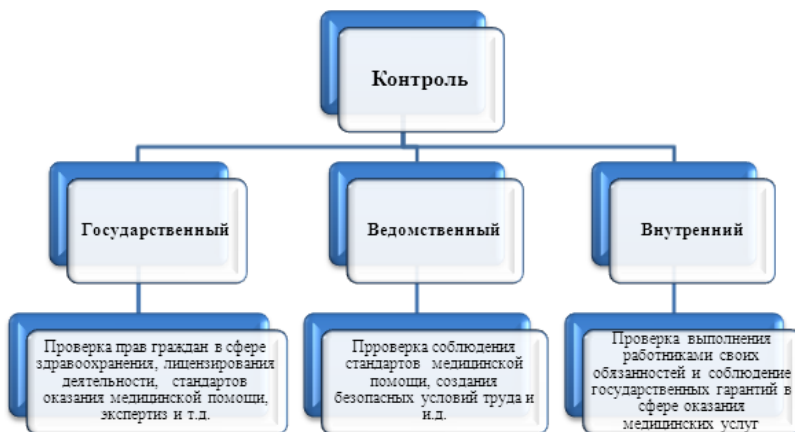 Контроль
Государственный
Ведомственный
Внутренний
Проверка прав граждан в сфере
здравоохранения, лицензирования
деятельности, стандартов
оказания медицинской помощи,
экспертиз и т.д.
Прроверка соблюдения
стандартов медицинской
помощи, создания
безопасных условий труда и
и.д.
Проверка выполнения
работниками своих
обязанностей и соблюдение
государственных гарантий в
сфере оказания
медицинских услуг